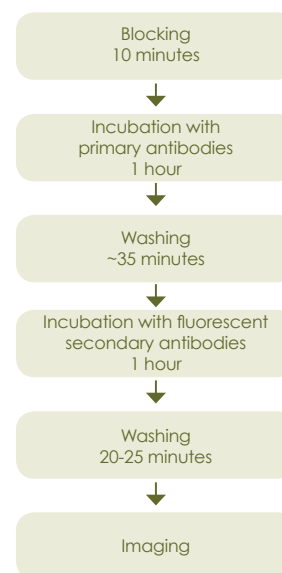 Blocking
10 minutes
Incubation with
primary antibodies
1 hour
Washing
~35 minutes
Incubation with fluorescent
secondary antibodies
1 hour
Washing
20-25 minutes
Imaging